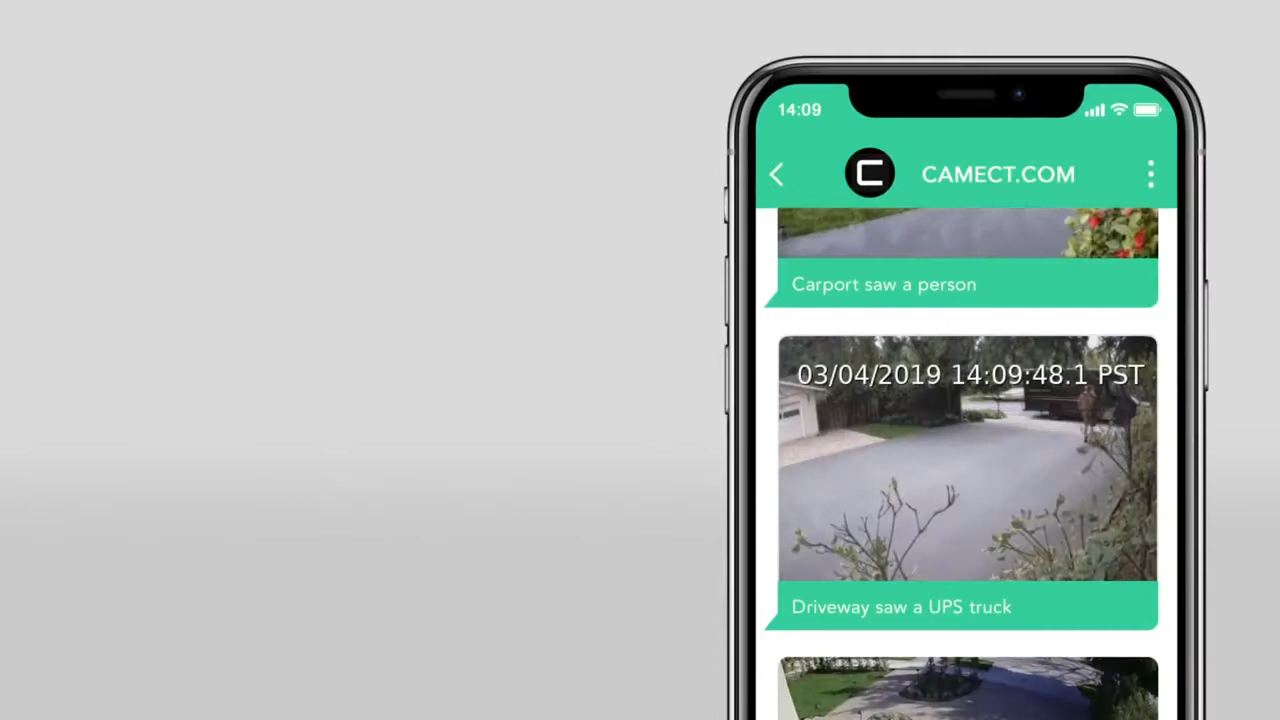 14:09
CAMECT.COM
Carport saw a person
03/04/2019 14:09:48.1 PST
Driveway saw a UPS truck